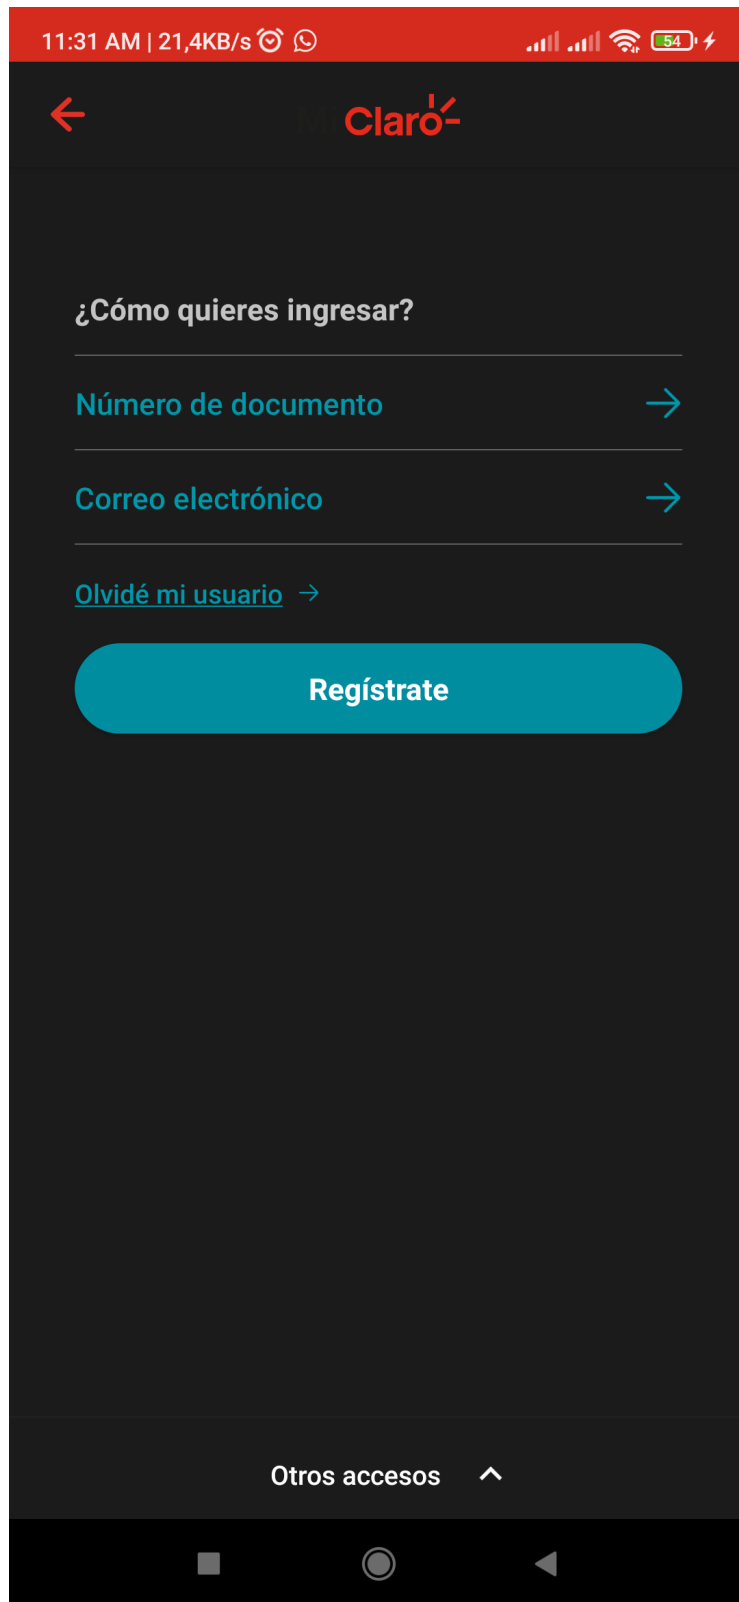 11:31 AM | 21,4KB/s 54
Mi Claro
¿Cómo quieres ingresar?
Número de documento
Correo electrónico
Olvidé mi usuario
Regístrate
Otros accesos